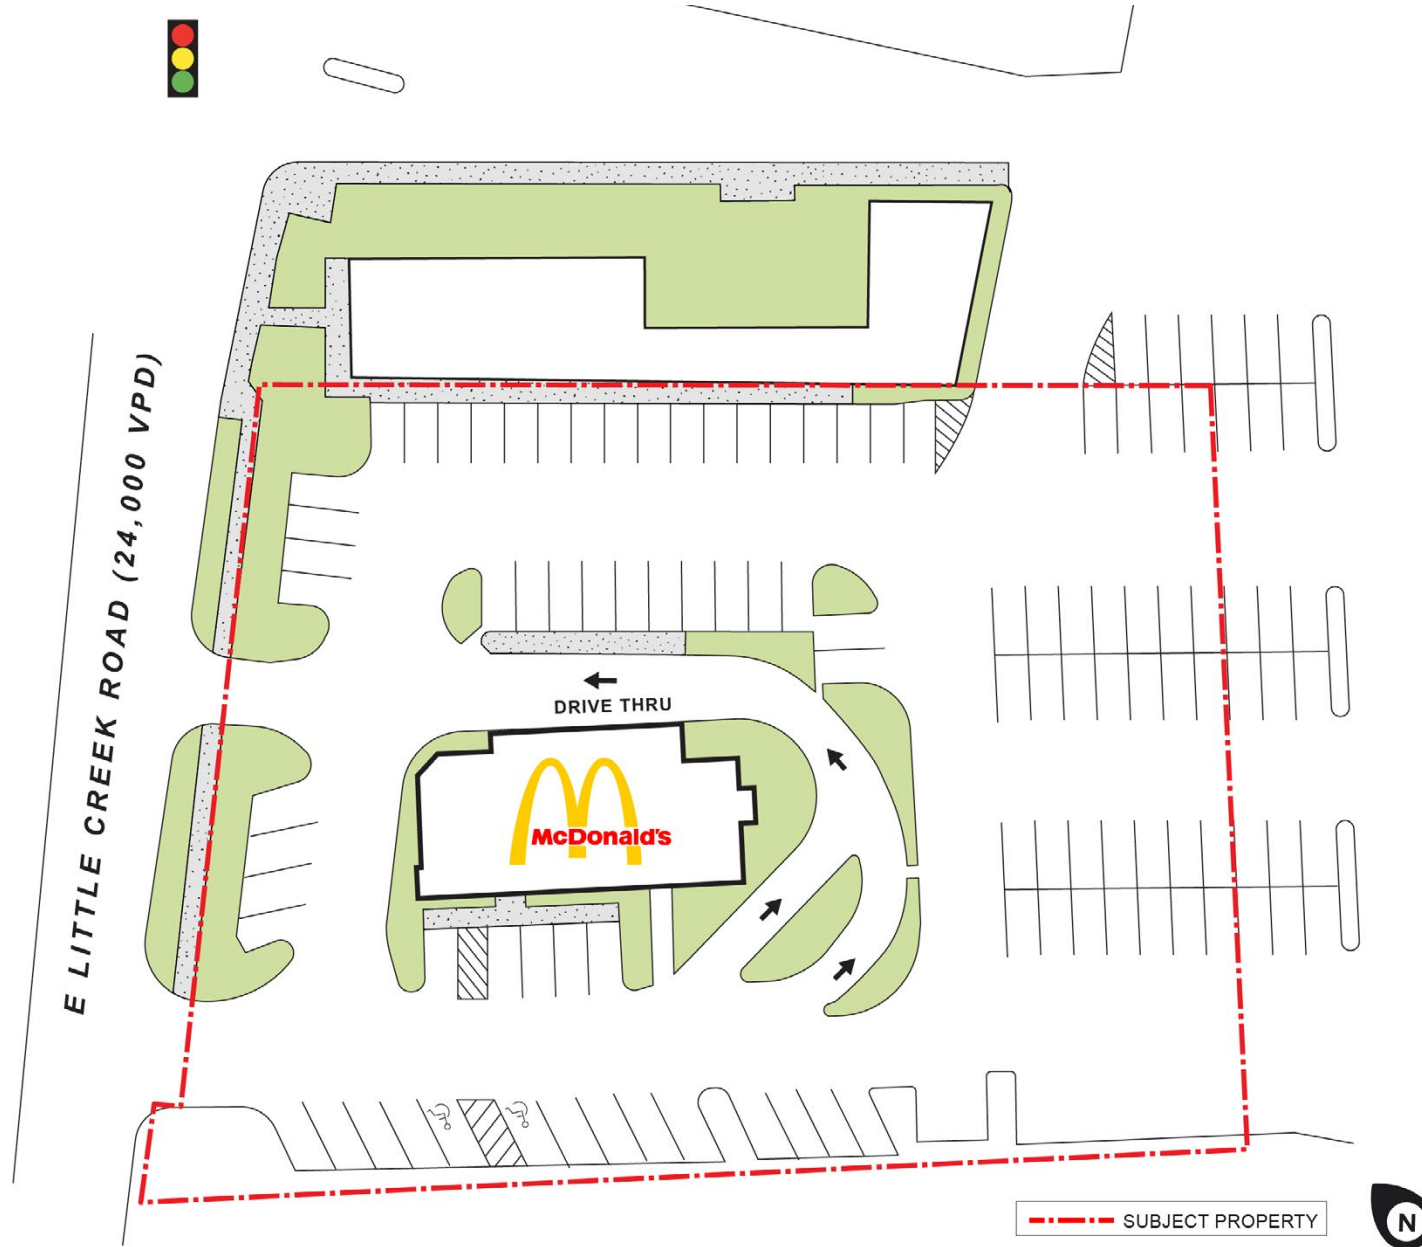 E LITTLE CREEK ROAD (24,000 VPD)
DRIVE THRU
McDonald's
SUBJECT PROPERTY
N